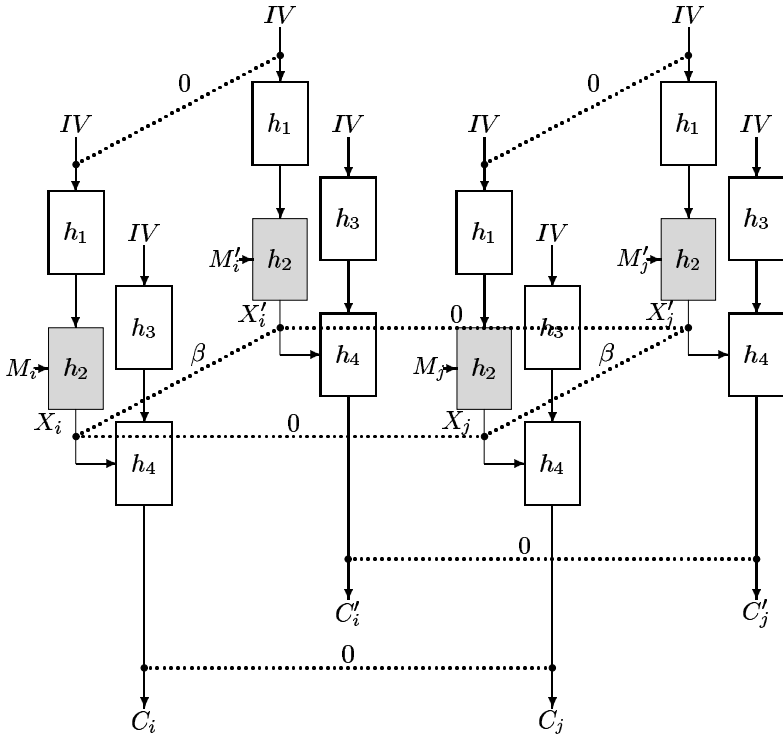 IV
IV
0
0
h₁
h₁
IV
IV
IV
IV
h₃
h₃
h₁
h₁
M′ᵢ
h₂
M′ⱼ
h₂
IV
IV
X′ᵢ
0
X′ⱼ
h₃
h₃
β
h₄
β
h₄
Mᵢ
h₂
Mⱼ
h₂
Xᵢ
0
Xⱼ
h₄
h₄
0
C′ᵢ
C′ⱼ
0
Cᵢ
Cⱼ